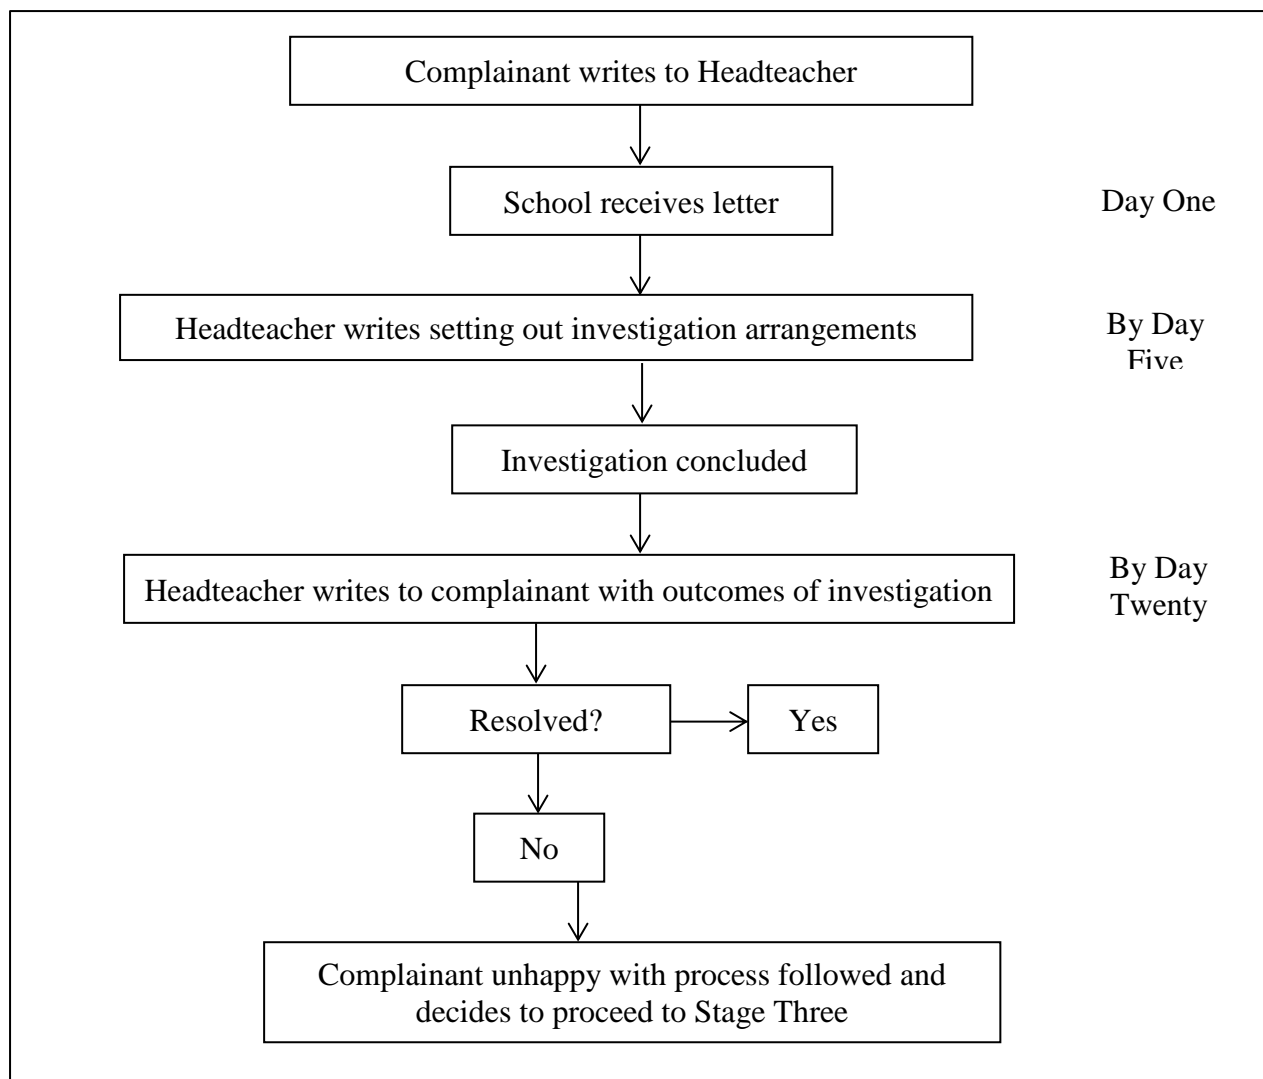 Complainant writes to Headteacher
School receives letter
Day One
Headteacher writes setting out investigation arrangements
By Day
Five
Investigation concluded
Headteacher writes to complainant with outcomes of investigation
By Day
Twenty
Resolved?
Yes
No
Complainant unhappy with process followed and
decides to proceed to Stage Three